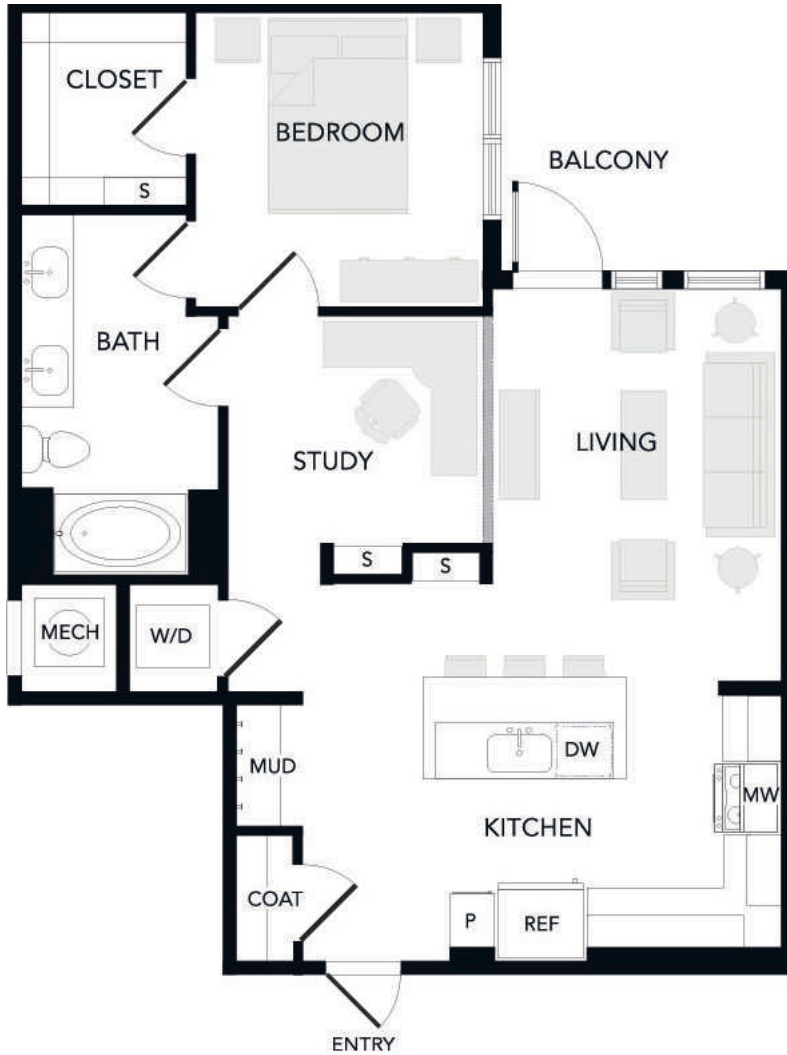 CLOSET
BEDROOM
BALCONY
S
BATH
LIVING
STUDY
S
S
MECH
W/D
DW
MUD
MW
KITCHEN
COAT
P
REF
ENTRY